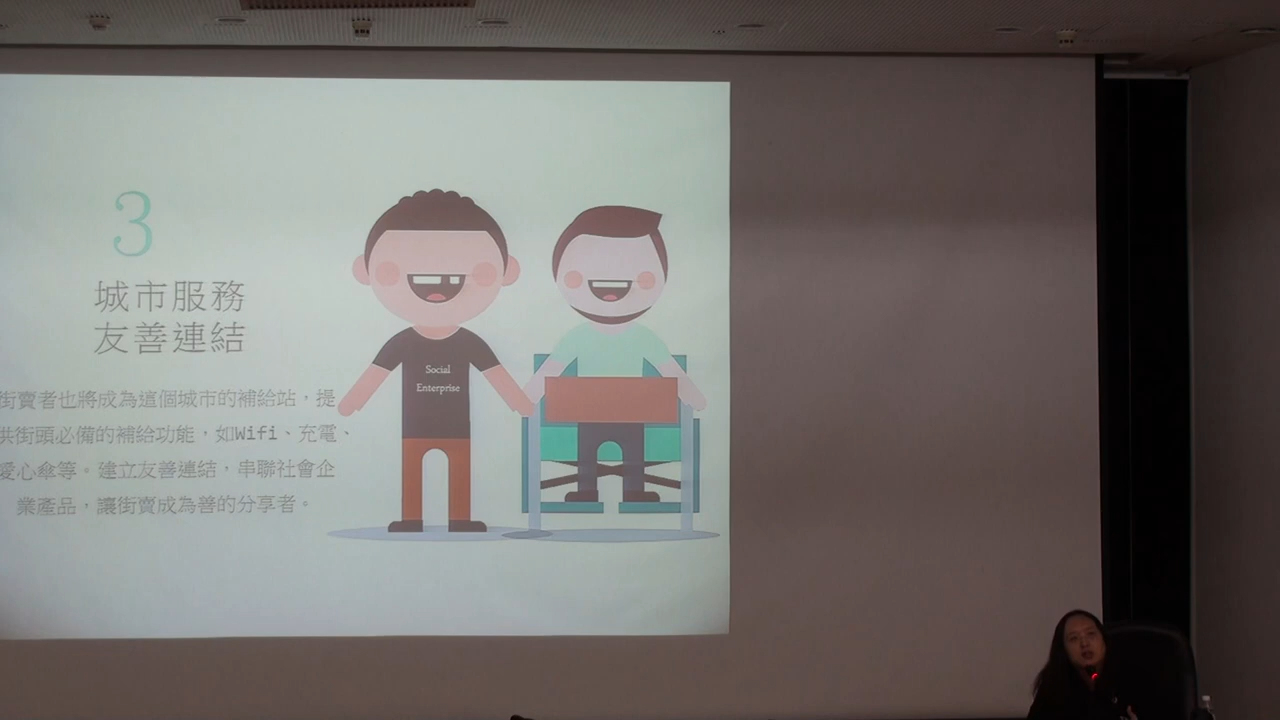 3
城市服務
友善連結
街賣者也將成為這個城市的補給站，提
供街頭必備的補給功能，如Wifi、充電、
愛心傘等。建立友善連結，串聯社會企
業產品，讓街賣成為善的分享者。
Social
Enterprise